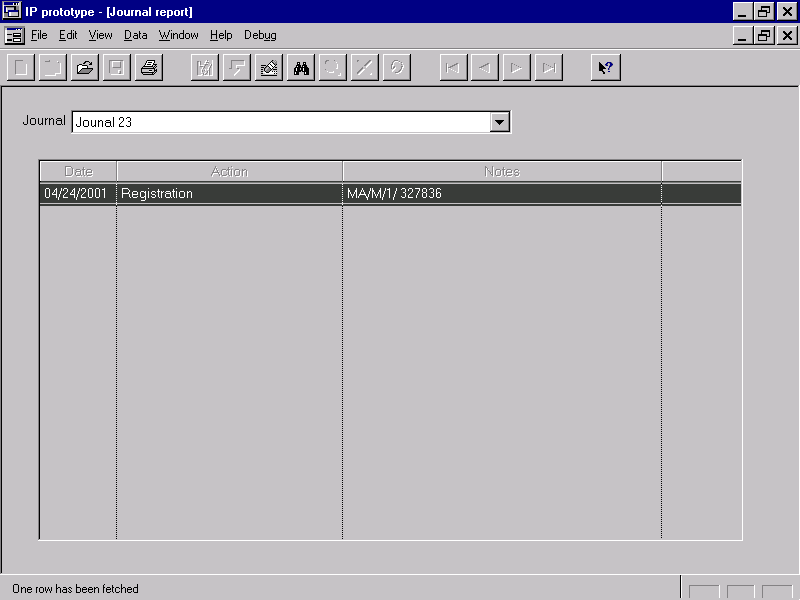 IP prototype - [Journal report]
File Edit View Data Window Help Debug
Journal Jounal 23
Date Action Notes
04/24/2001 Registration MA/M/1/ 327836
One row has been fetched